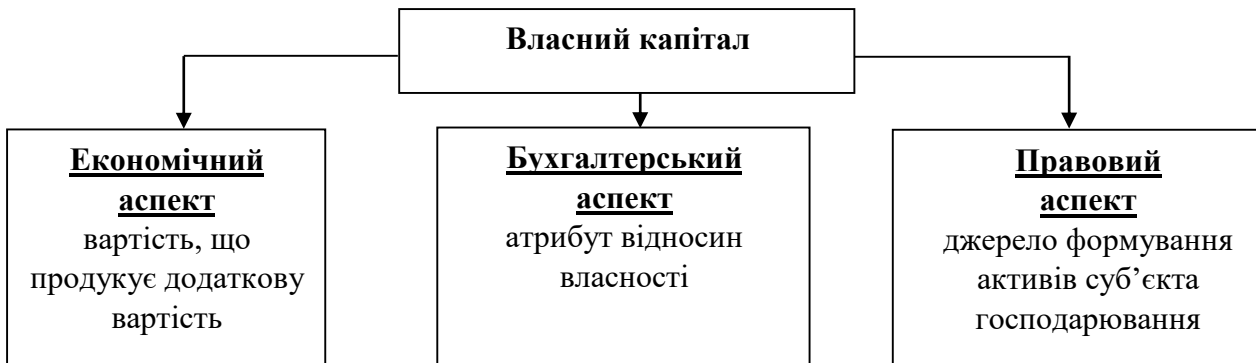 Власний капітал
Економічний
аспект
вартість, що
продукує додаткову
вартість
Бухгалтерський
аспект
атрибут відносин
власності
Правовий
аспект
джерело формування
активів суб’єкта
господарювання